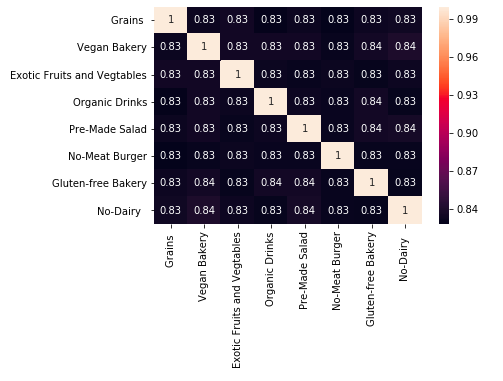 Grains 1 0.83 0.83 0.83 0.83 0.83 0.83 0.83
Vegan Bakery 0.83 1 0.83 0.83 0.83 0.83 0.84 0.84
Exotic Fruits and Vegtables 0.83 0.83 1 0.83 0.83 0.83 0.83 0.83
Organic Drinks 0.83 0.83 0.83 1 0.83 0.83 0.84 0.83
Pre-Made Salad 0.83 0.83 0.83 0.83 1 0.83 0.84 0.84
No-Meat Burger 0.83 0.83 0.83 0.83 0.83 1 0.83 0.83
Gluten-free Bakery 0.83 0.84 0.83 0.84 0.84 0.83 1 0.83
No-Dairy 0.83 0.84 0.83 0.83 0.84 0.83 0.83 1
Grains
Vegan Bakery
Exotic Fruits and Vegtables
Organic Drinks
Pre-Made Salad
No-Meat Burger
Gluten-free Bakery
No-Dairy
0.99
0.96
0.93
0.90
0.87
0.84